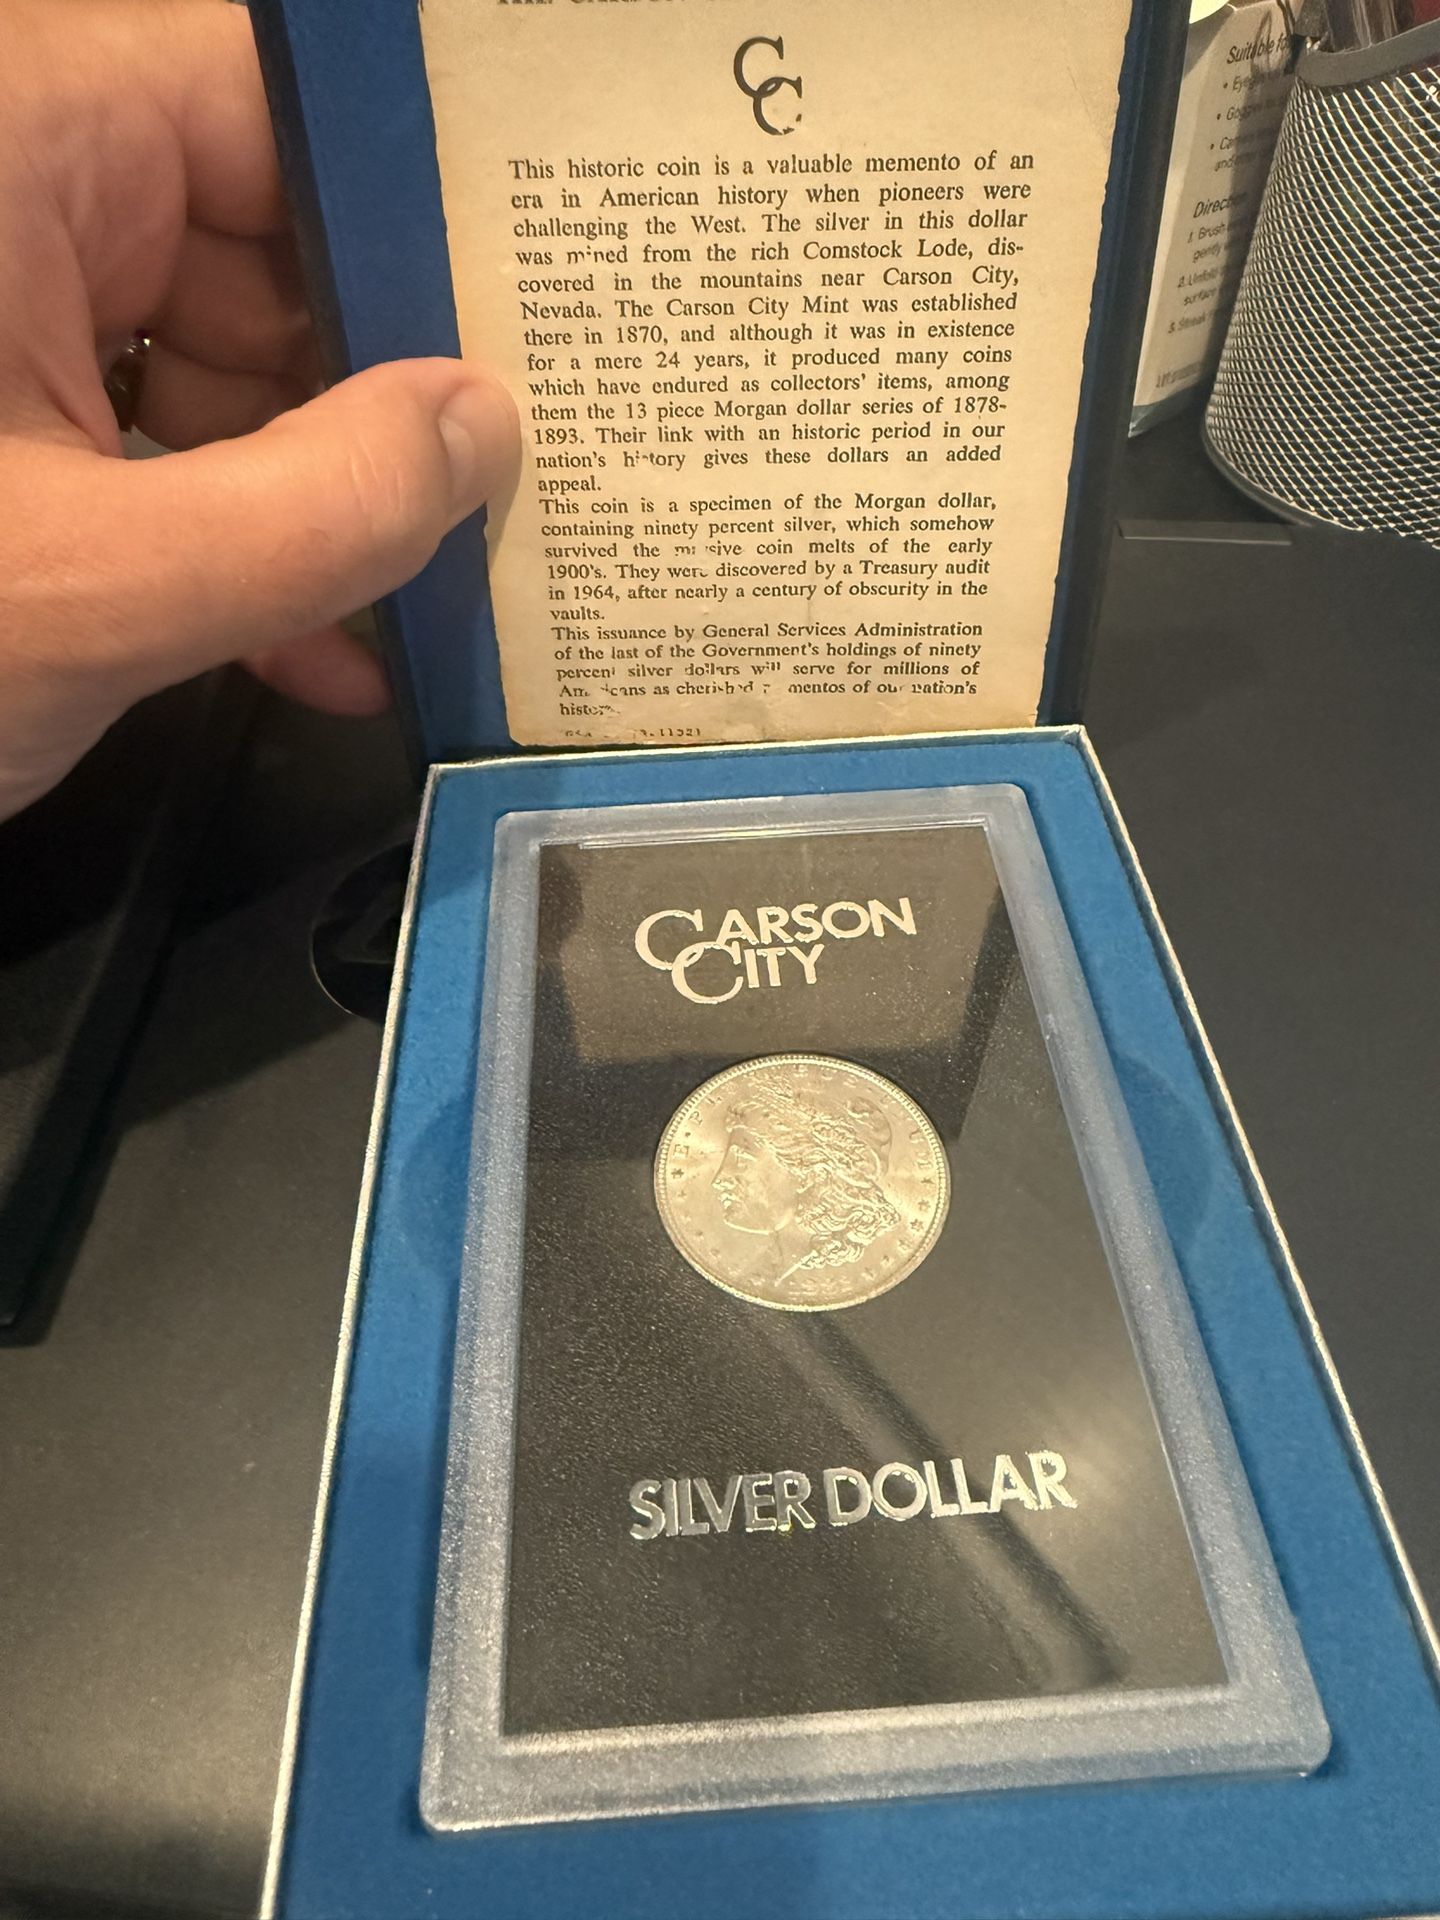 CC
This historic coin is a valuable memento of an
era in American history when pioneers were
challenging the West. The silver in this dollar
was mined from the rich Comstock Lode, dis-
covered in the mountains near Carson City,
Nevada. The Carson City Mint was established
there in 1870, and although it was in existence
for a mere 24 years, it produced many coins
which have endured as collectors' items, among
them the 13 piece Morgan dollar series of 1878-
1893. Their link with an historic period in our
nation's history gives these dollars an added
appeal.
This coin is a specimen of the Morgan dollar,
containing ninety percent silver, which somehow
survived the massive coin melts of the early
1900's. They were discovered by a Treasury audit
in 1964, after nearly a century of obscurity in the
vaults.
This issuance by General Services Administration
of the last of the Government's holdings of ninety
percent silver dollars will serve for millions of
Americans as cherished mementos of our nation's
history.
CARSON
CITY
SILVER DOLLAR
Suitable
Brush